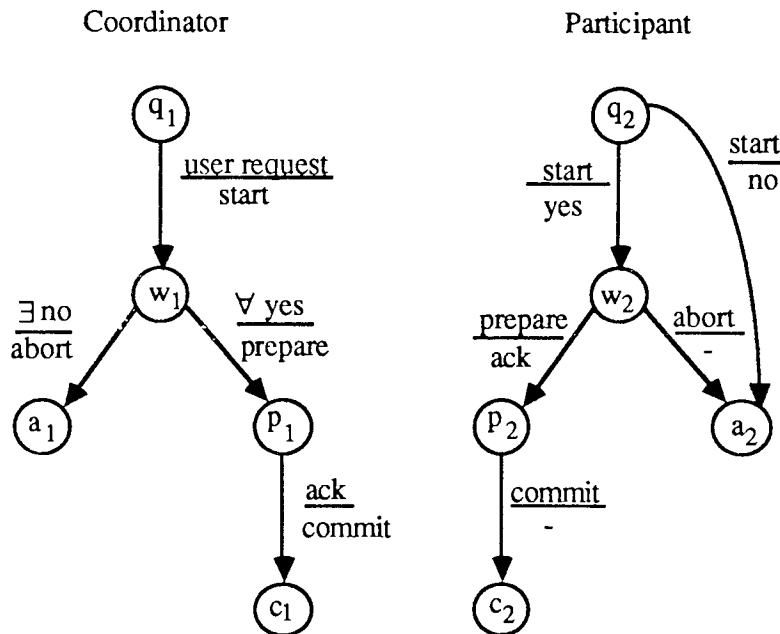 Coordinator
Participant
q1
user request
start
w1
∃ no
abort
∀ yes
prepare
a1
p1
ack
commit
c1
q2
start
yes
start
no
w2
prepare
ack
abort
-
p2
a2
commit
-
c2